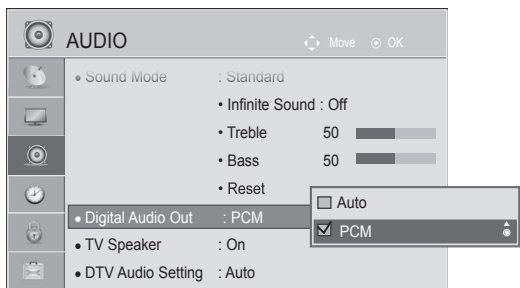 AUDIO
Move OK
• Sound Mode : Standard
• Infinite Sound : Off
• Treble 50
• Bass 50
• Reset
• Digital Audio Out : PCM
• TV Speaker : On
• DTV Audio Setting : Auto
Auto
PCM